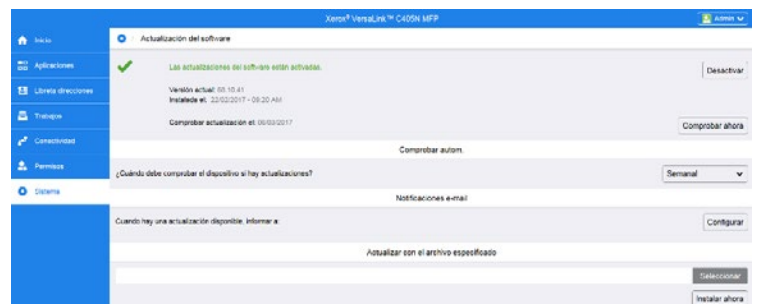 Xerox® VersaLink™ C405N MFP
Admin
Inicio
Actualización del software
Aplicaciones
Las actualizaciones del software están activadas.
Desactivar
Libreta direcciones
Versión actual: 58.10.41
Instalada el: 22/02/2017 - 09:20 AM
Trabajos
Comprobar actualización el: 06/03/2017
Comprobar ahora
Conectividad
Comprobar autom.
Permisos
¿Cuándo debe comprobar el dispositivo si hay actualizaciones?
Semanal
Sistema
Notificaciones e-mail
Cuando hay una actualización disponible, informar a:
Configurar
Actualizar con el archivo especificado
Seleccionar
Instalar ahora